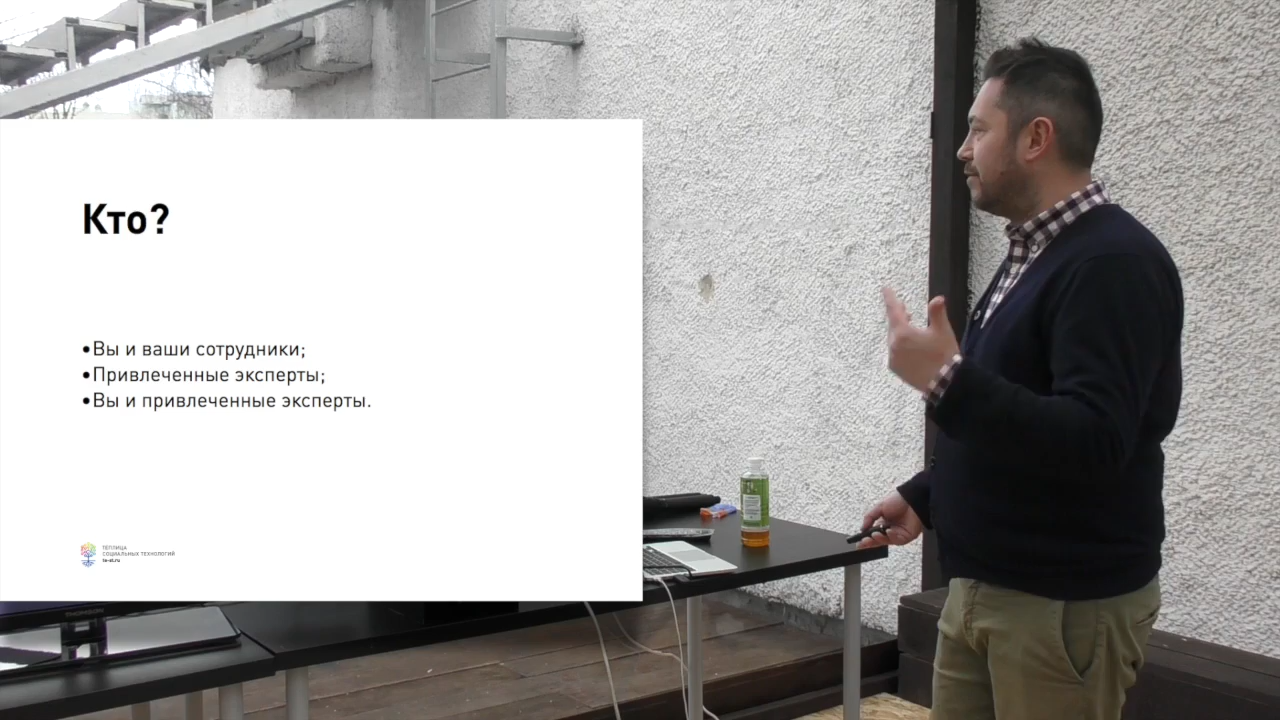 Кто?
•Вы и ваши сотрудники;
•Привлеченные эксперты;
•Вы и привлеченные эксперты.
ТЕПЛИЦА
СОЦИАЛЬНЫХ ТЕХНОЛОГИЙ
te-st.ru